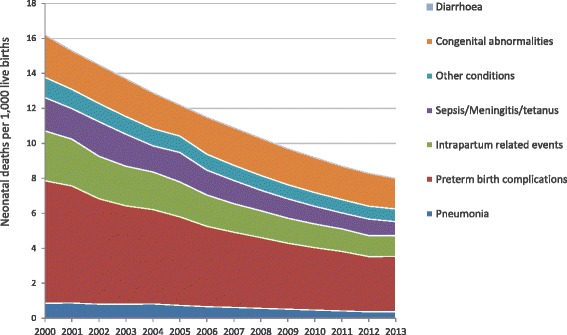 Neonatal deaths per 1,000 live births
18
16
14
12
10
8
6
4
2
0
2000 2001 2002 2003 2004 2005 2006 2007 2008 2009 2010 2011 2012 2013
Diarrhoea
Congenital abnormalities
Other conditions
Sepsis/Meningitis/tetanus
Intrapartum related events
Preterm birth complications
Pneumonia